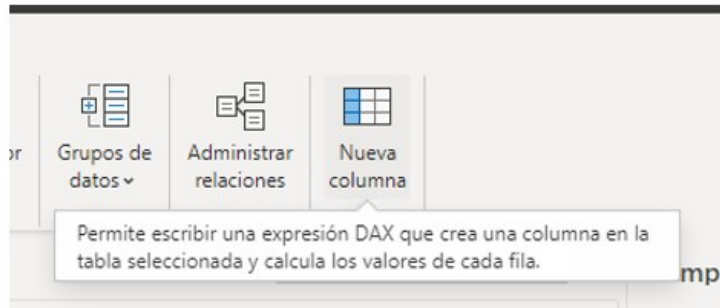 Grupos de
datos
Administrar
relaciones
Nueva
columna
Permite escribir una expresión DAX que crea una columna en la
tabla seleccionada y calcula los valores de cada fila.